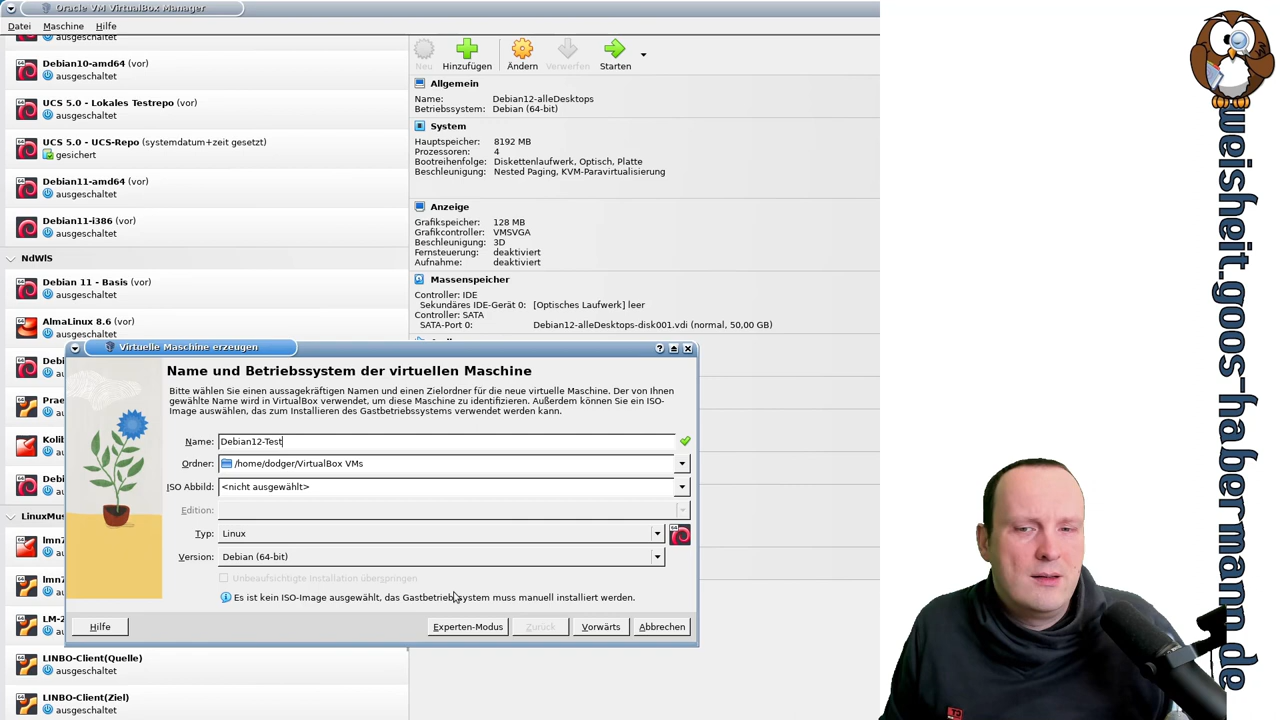 Oracle VM VirtualBox Manager
Datei Maschine Hilfe
ausgeschaltet
Debian10-amd64 (vor)
ausgeschaltet
UCS 5.0 - Lokales Testrepo (vor)
ausgeschaltet
UCS 5.0 - UCS-Repo (systemdatum+zeit gesetzt)
gesichert
Debian11-amd64 (vor)
ausgeschaltet
Debian11-i386 (vor)
ausgeschaltet
NdWlS
Debian 11 - Basis (vor)
ausgeschaltet
AlmaLinux 8.6 (vor)
ausgeschaltet
LINBO-Client(Quelle)
ausgeschaltet
LINBO-Client(Ziel)
ausgeschaltet
Neu Hinzufügen Ändern Verwerfen Starten
Allgemein
Name: Debian12-alleDesktops
Betriebssystem: Debian (64-bit)
System
Hauptspeicher: 8192 MB
Prozessoren: 4
Bootreihenfolge: Diskettenlaufwerk, Optisch, Platte
Beschleunigung: Nested Paging, KVM-Paravirtualisierung
Anzeige
Grafikspeicher: 128 MB
Grafikcontroller: VMSVGA
Beschleunigung: 3D
Fernsteuerung: deaktiviert
Aufnahme: deaktiviert
Massenspeicher
Controller: IDE
Sekundäres IDE-Gerät 0: [Optisches Laufwerk] leer
Controller: SATA
SATA-Port 0: Debian12-alleDesktops-disk001.vdi (normal, 50,00 GB)
Virtuelle Maschine erzeugen
Name und Betriebssystem der virtuellen Maschine
Bitte wählen Sie einen aussagekräftigen Namen und einen Zielordner für die neue virtuelle Maschine. Der von Ihnen
gewählte Name wird in VirtualBox verwendet, um diese Maschine zu identifizieren. Außerdem können Sie ein ISO-
Image auswählen, das zum Installieren des Gastbetriebssystems verwendet werden kann.
Name: Debian12-Test
Ordner: /home/dodger/VirtualBox VMs
ISO Abbild: <nicht ausgewählt>
Edition:
Typ: Linux
Version: Debian (64-bit)
Unbeaufsichtigte Installation überspringen
Es ist kein ISO-Image ausgewählt, das Gastbetriebssystem muss manuell installiert werden.
Hilfe Experten-Modus Zurück Vorwärts Abbrechen
weisheit.goos-habermann.de